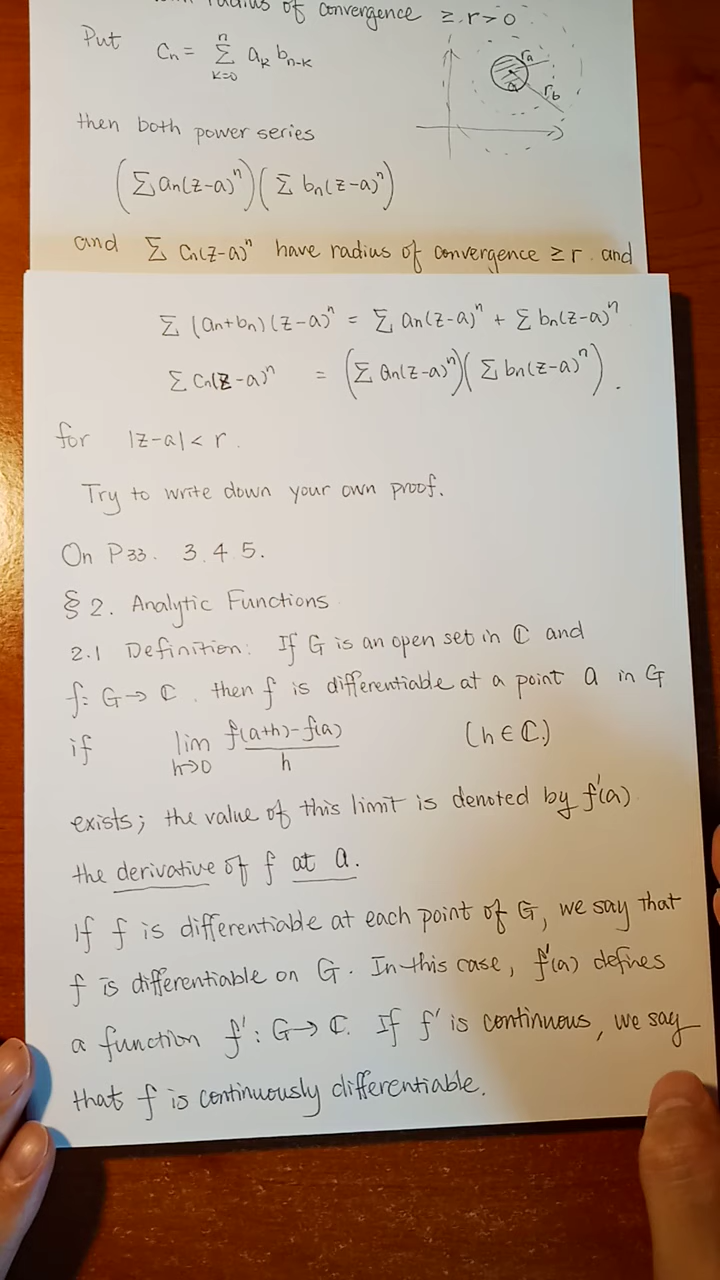 radius of convergence ≥ r > 0
Put cn = Σ_{k=0}^{n} ak bn-k
ra
a
rb
then both power series
(Σ an(z-a)^n)(Σ bn(z-a)^n)
and Σ cn(z-a)^n have radius of convergence ≥ r. and
Σ (an+bn)(z-a)^n = Σ an(z-a)^n + Σ bn(z-a)^n
Σ cn(z-a)^n = (Σ an(z-a)^n)(Σ bn(z-a)^n).
for |z-a| < r.
Try to write down your own proof.
On P33. 3.4.5.
§ 2. Analytic Functions
2.1 Definition: If G is an open set in ℂ and
f: G → ℂ. then f is differentiable at a point a in G
if lim_{h→0} (f(a+h)-f(a))/h (h ∈ ℂ.)
exists; the value of this limit is denoted by f'(a).
the derivative of f at a.
If f is differentiable at each point of G, we say that
f is differentiable on G. In this case, f'(a) defines
a function f': G → ℂ. If f' is continuous, we say
that f is continuously differentiable.